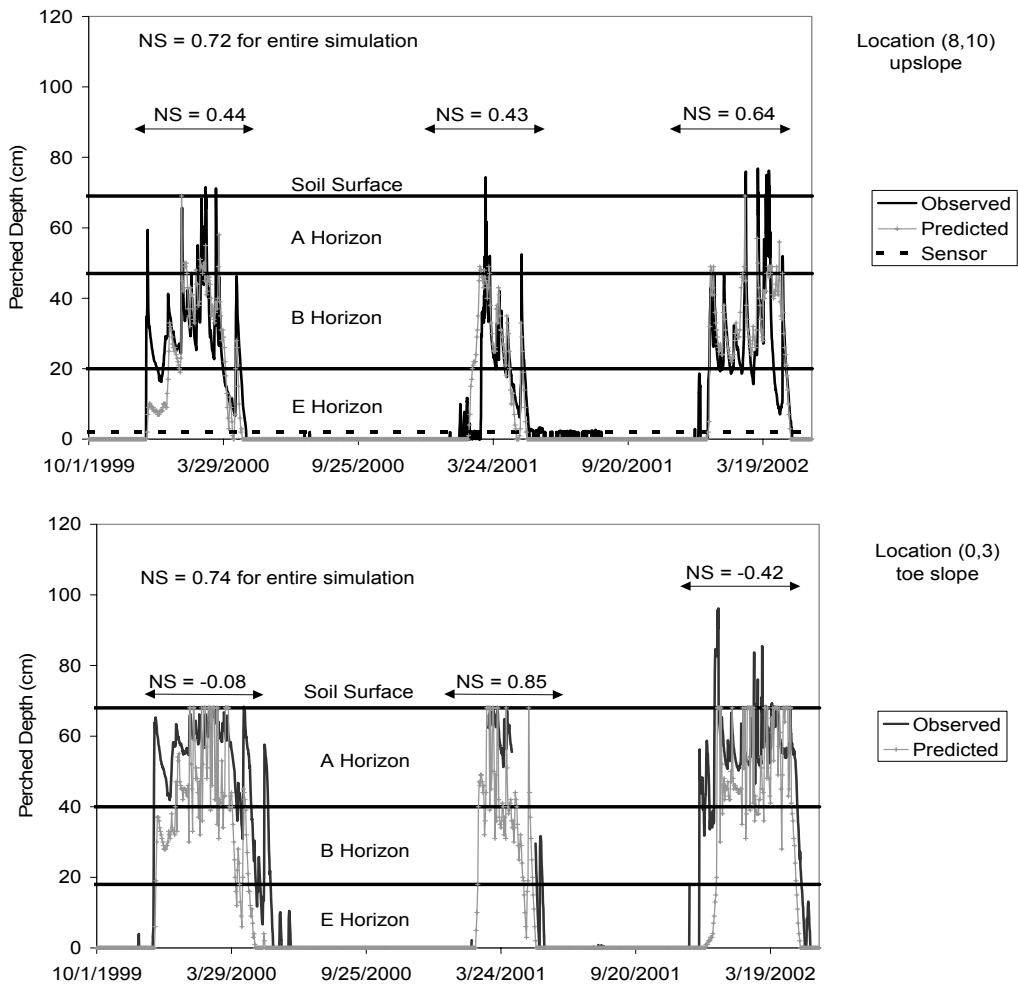 120
NS = 0.72 for entire simulation
Location (8,10)
upslope
100
NS = 0.44
NS = 0.43
NS = 0.64
80
Soil Surface
60
A Horizon
40
B Horizon
20
E Horizon
0
Perched Depth (cm)
10/1/1999 3/29/2000 9/25/2000 3/24/2001 9/20/2001 3/19/2002
Observed
Predicted
Sensor
120
NS = 0.74 for entire simulation
Location (0,3)
toe slope
NS = -0.42
100
80
NS = -0.08
Soil Surface
NS = 0.85
60
A Horizon
40
B Horizon
20
E Horizon
0
Perched Depth (cm)
10/1/1999 3/29/2000 9/25/2000 3/24/2001 9/20/2001 3/19/2002
Observed
Predicted